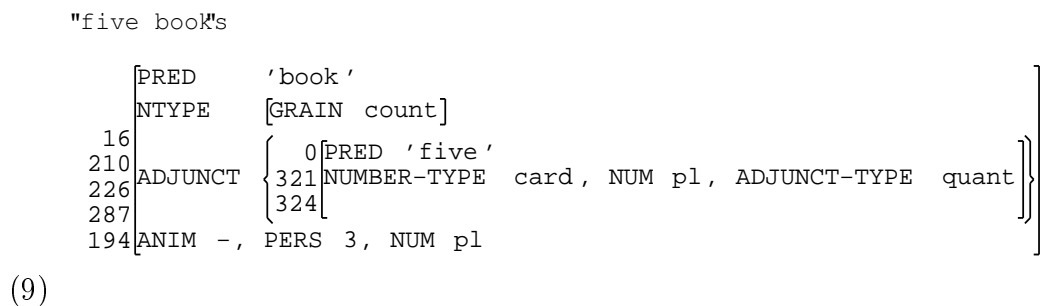 "five book"s
PRED 'book'
NTYPE [GRAIN count]
16
210
226
287
194
ADJUNCT { 0 [PRED 'five'
321 NUMBER-TYPE card, NUM pl, ADJUNCT-TYPE quant]}
324
ANIM -, PERS 3, NUM pl
(9)